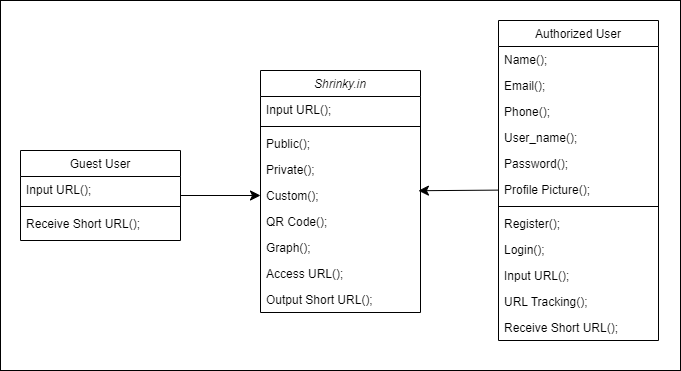 Guest User
Input URL();
Receive Short URL();
Shrinky.in
Input URL();
Public();
Private();
Custom();
QR Code();
Graph();
Access URL();
Output Short URL();
Authorized User
Name();
Email();
Phone();
User_name();
Password();
Profile Picture();
Register();
Login();
Input URL();
URL Tracking();
Receive Short URL();